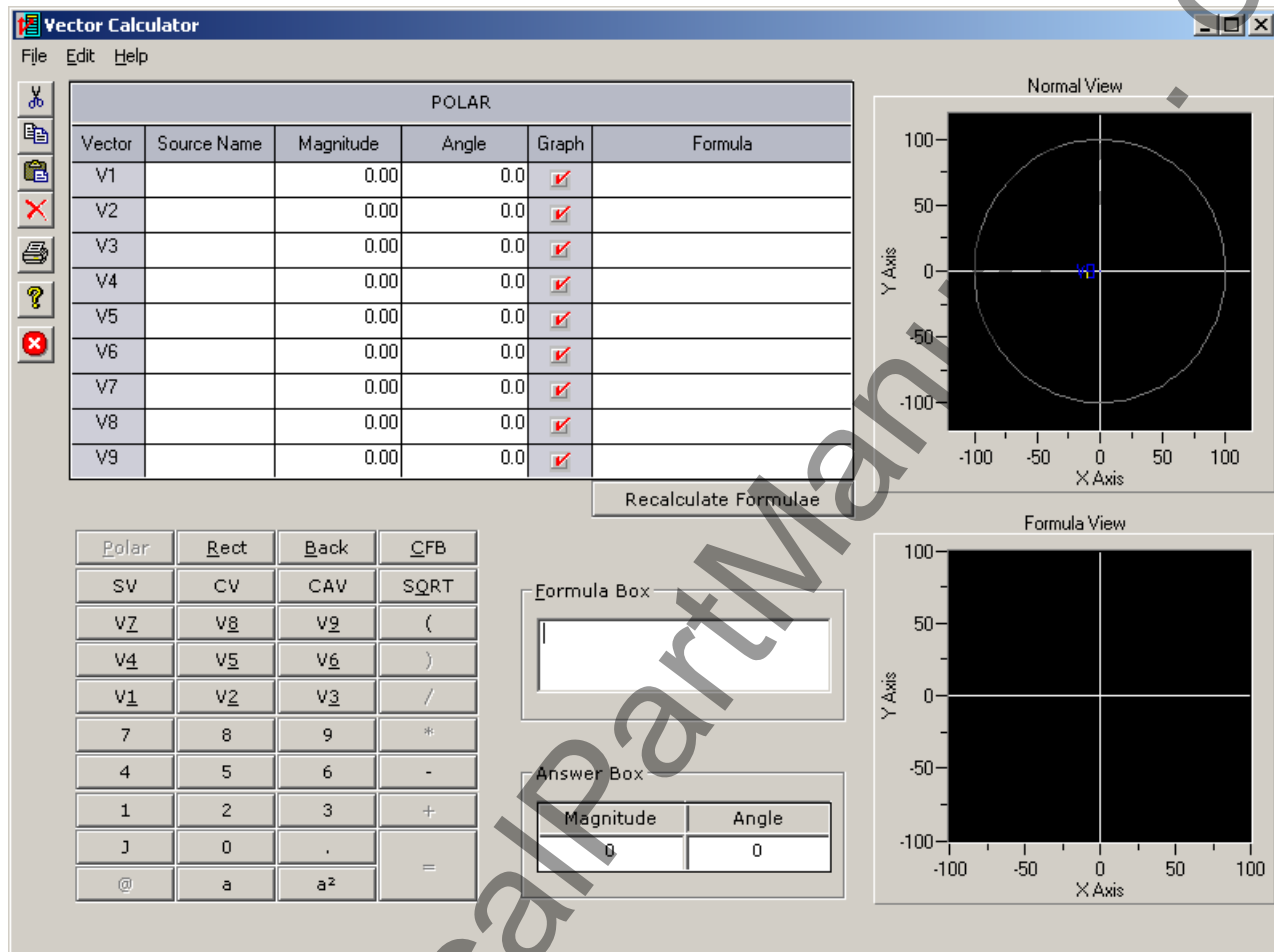 Vector Calculator
File Edit Help
POLAR
Vector Source Name Magnitude Angle Graph Formula
V1 0.00 0.0
V2 0.00 0.0
V3 0.00 0.0
V4 0.00 0.0
V5 0.00 0.0
V6 0.00 0.0
V7 0.00 0.0
V8 0.00 0.0
V9 0.00 0.0
Recalculate Formulae
Normal View
100
50
0
-50
-100
Y Axis
V9
-100 -50 0 50 100
X Axis
Polar Rect Back CFB
SV CV CAV SQRT
V7 V8 V9 (
V4 V5 V6 )
V1 V2 V3 /
7 8 9 *
4 5 6 -
1 2 3 +
J 0 . =
@ a a²
Formula Box
Answer Box
Magnitude Angle
0 0
Formula View
100
50
0
-50
-100
Y Axis
-100 -50 0 50 100
X Axis